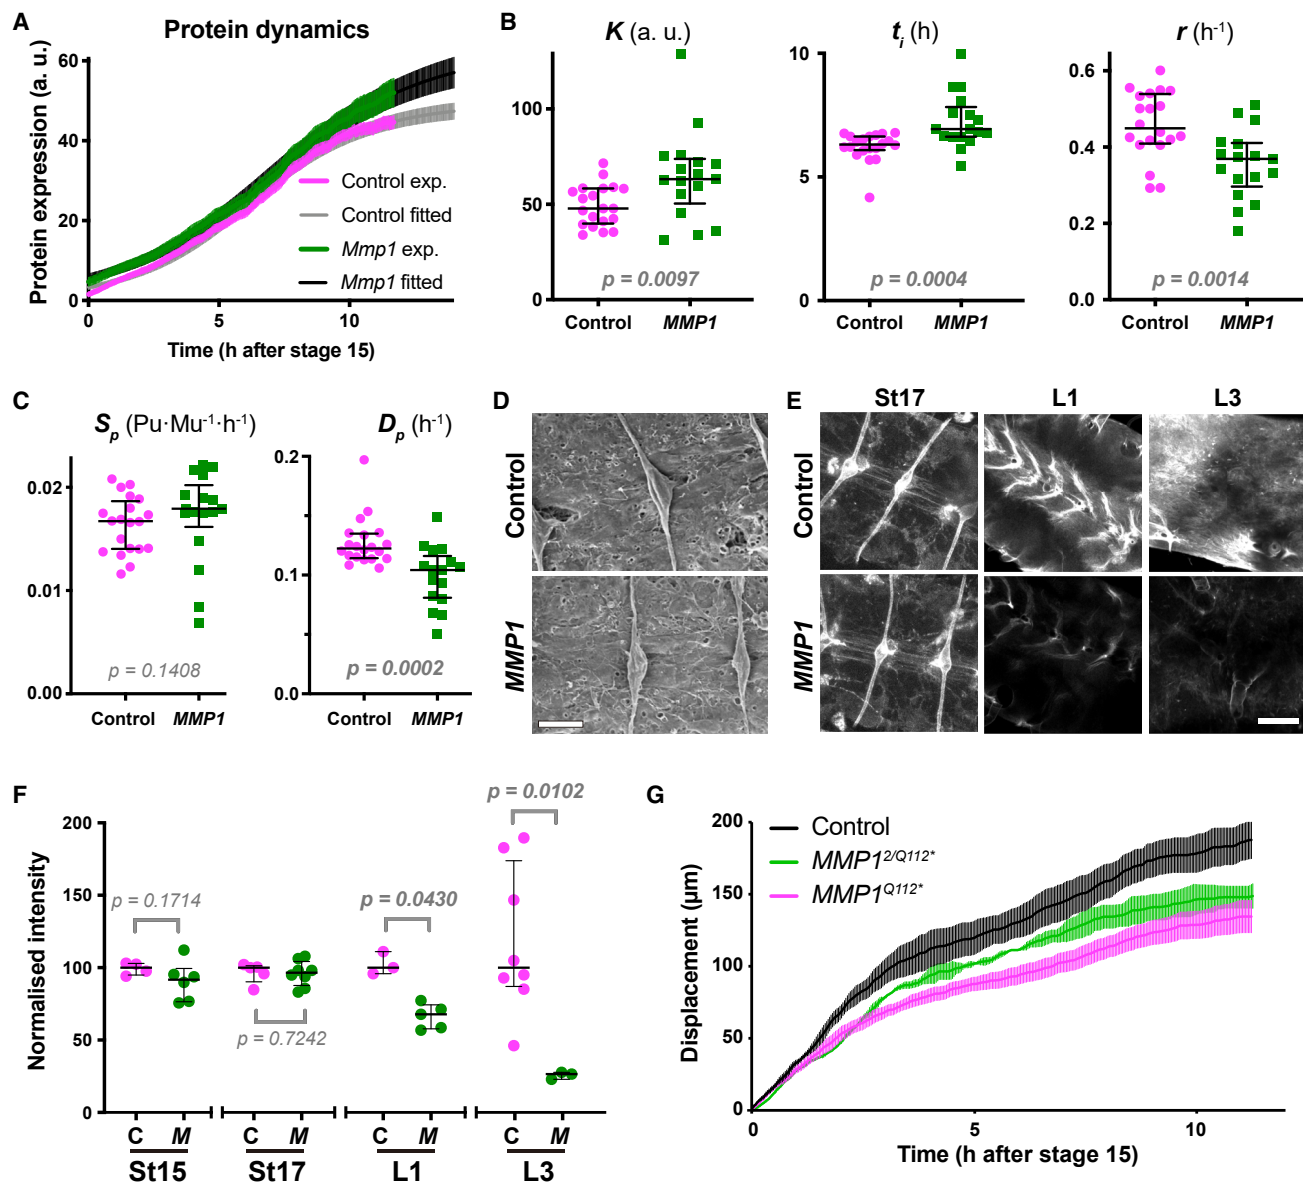 A
Protein dynamics
Protein expression (a. u.)
60
40
20
0
0
5
10
Time (h after stage 15)
Control exp.
Control fitted
Mmp1 exp.
Mmp1 fitted
B
K (a. u.)
100
50
0
p = 0.0097
Control
MMP1
tᵢ (h)
10
5
0
p = 0.0004
Control
MMP1
r (h⁻¹)
0.6
0.4
0.2
0.0
p = 0.0014
Control
MMP1
C
Sₚ (Pu·Mu⁻¹·h⁻¹)
0.02
0.01
0.00
p = 0.1408
Control
MMP1
Dₚ (h⁻¹)
0.2
0.1
0.0
p = 0.0002
Control
MMP1
D
Control
MMP1
E
St17
L1
L3
Control
MMP1
F
Normalised intensity
200
150
100
50
0
p = 0.1714
p = 0.7242
p = 0.0430
p = 0.0102
C M
C M
C M
C M
St15
St17
L1
L3
G
Displacement (µm)
200
150
100
50
0
0
5
10
Time (h after stage 15)
Control
MMP1²/Q112*
MMP1Q112*